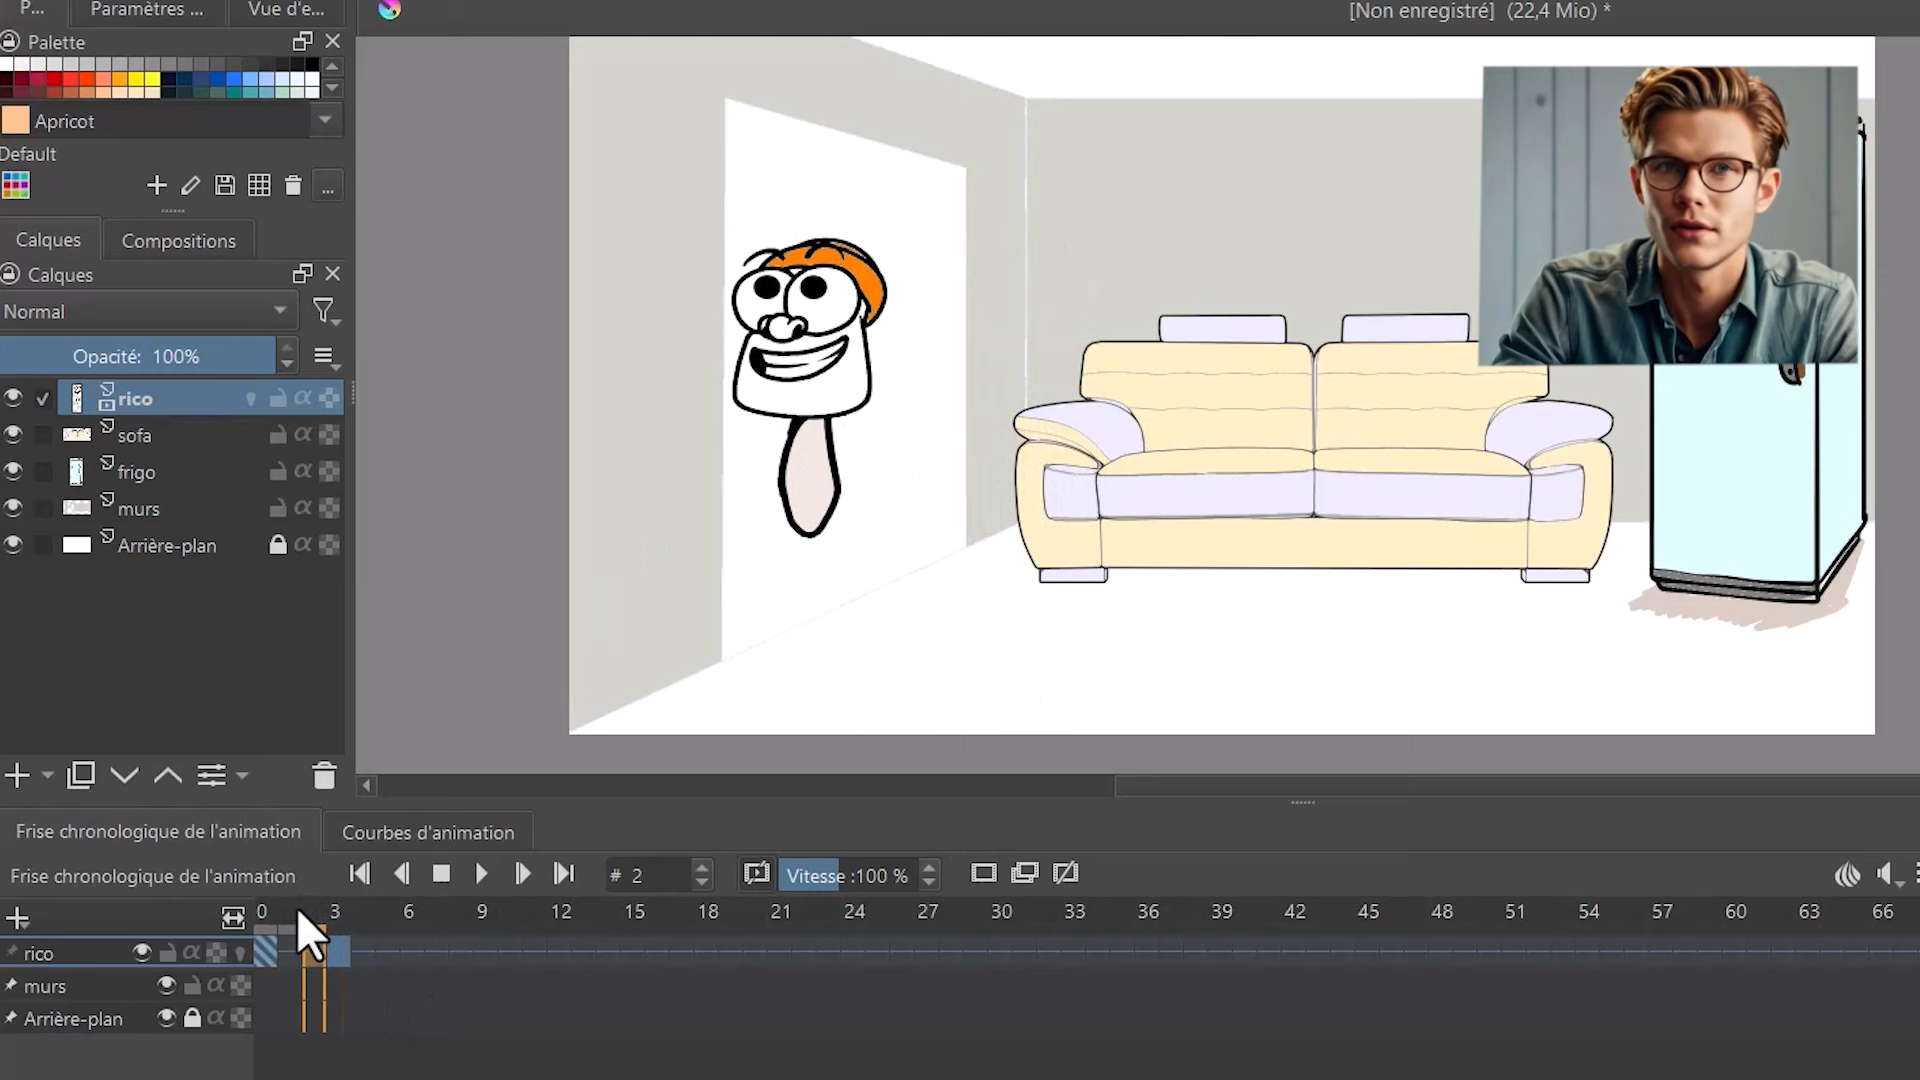 P...
Paramètres ...
Vue d'e...
[Non enregistré] (22,4 Mio) *
Palette
Apricot
Default
...
Calques
Compositions
Calques
Normal
Opacité: 100%
rico
sofa
frigo
murs
Arrière-plan
Frise chronologique de l'animation
Courbes d'animation
Frise chronologique de l'animation
# 2
Vitesse :100 %
0 3 6 9 12 15 18 21 24 27 30 33 36 39 42 45 48 51 54 57 60 63 66
rico
murs
Arrière-plan